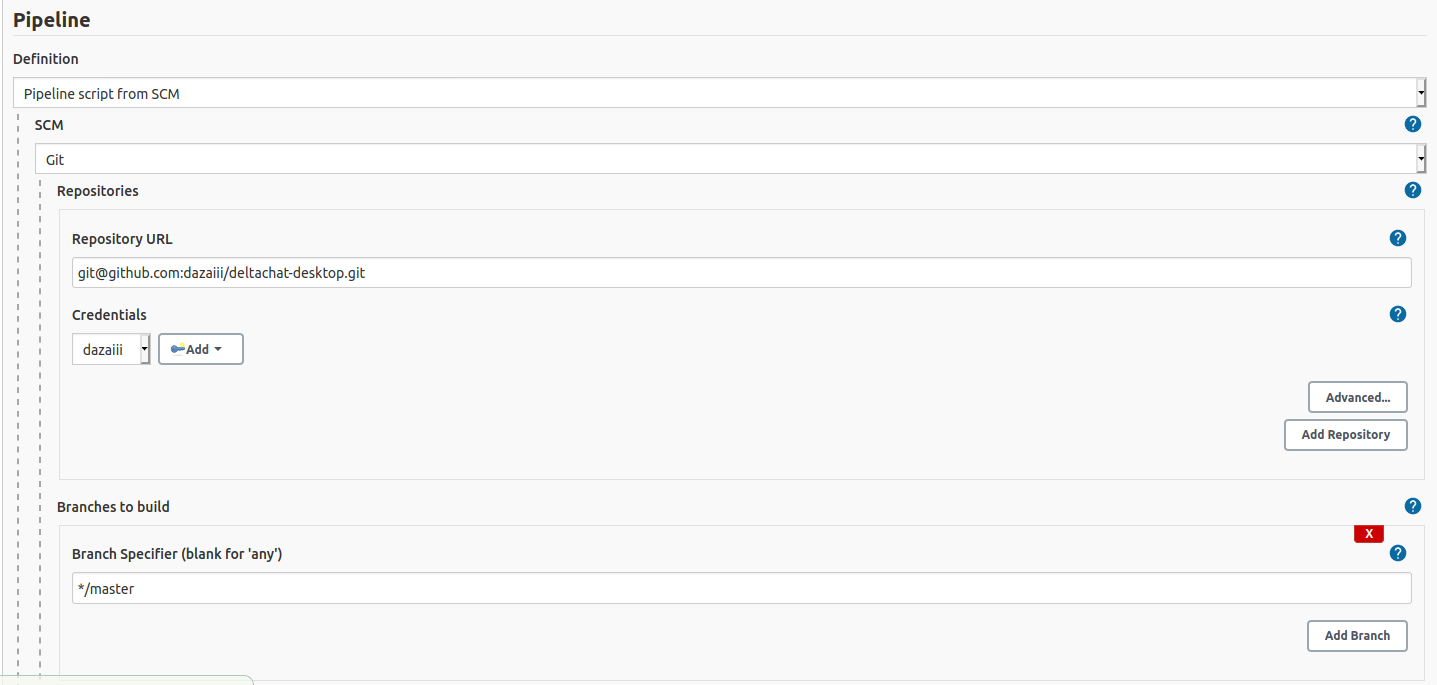 Pipeline
Definition
Pipeline script from SCM
SCM
?
Git
Repositories
?
Repository URL
?
git@github.com:dazaiii/deltachat-desktop.git
Credentials
?
dazaiii
Add
Advanced...
Add Repository
Branches to build
?
X
Branch Specifier (blank for 'any')
?
*/master
Add Branch